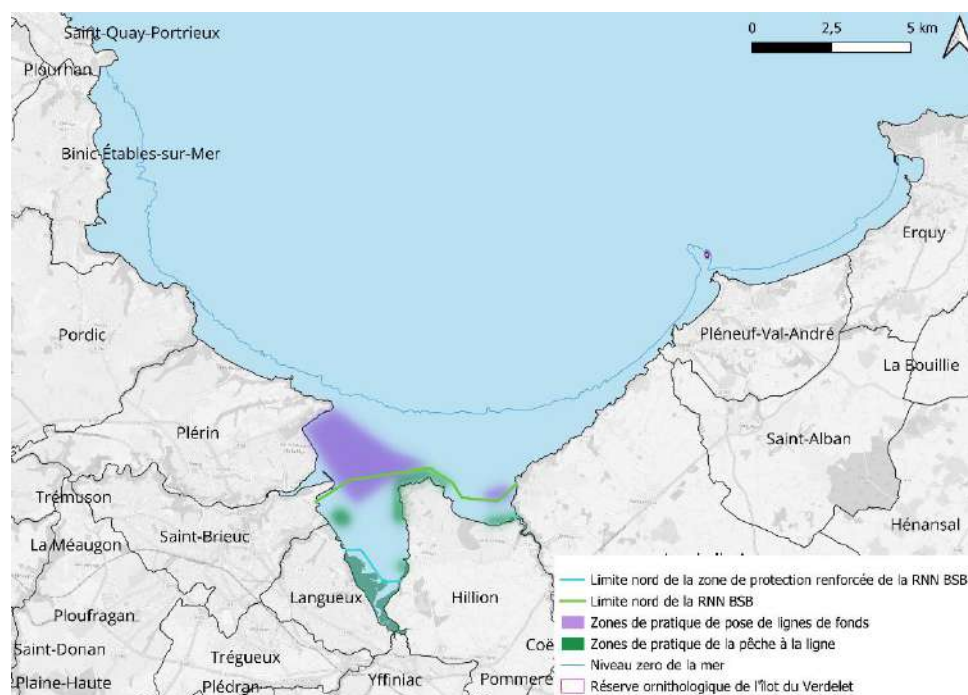 Saint-Quay-Portrieux
0 2,5 5 km
Plourhan
Binic-Étables-sur-Mer
Erquy
Pordic
Pléneuf-Val-André
La Bouillie
Plérin
Saint-Alban
Trémuson
Hénansal
Saint-Brieuc
La Méaugon
Limite nord de la zone de protection renforcée de la RNN BSB
Langueux
Hillion
Limite nord de la RNN BSB
Ploufragan
Zones de pratique de pose de lignes de fonds
Saint-Donan
Coë
Zones de pratique de la pêche à la ligne
Trégueux
Niveau zero de la mer
Plaine-Haute
Plédran
Yffiniac
Pommere
Réserve ornithologique de l'îlot du Verdelet